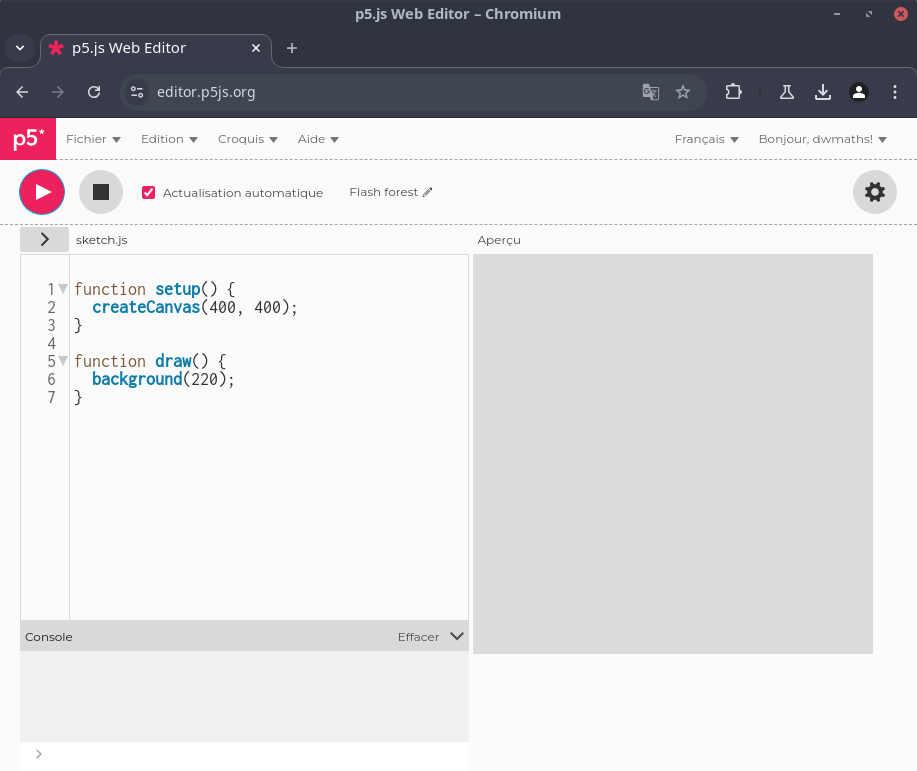 p5.js Web Editor – Chromium
p5.js Web Editor
editor.p5js.org
p5* Fichier Edition Croquis Aide Français Bonjour, dwmaths!
Actualisation automatique Flash forest
sketch.js Aperçu
1 function setup() {
2   createCanvas(400, 400);
3 }
4
5 function draw() {
6   background(220);
7 }
Console Effacer
>